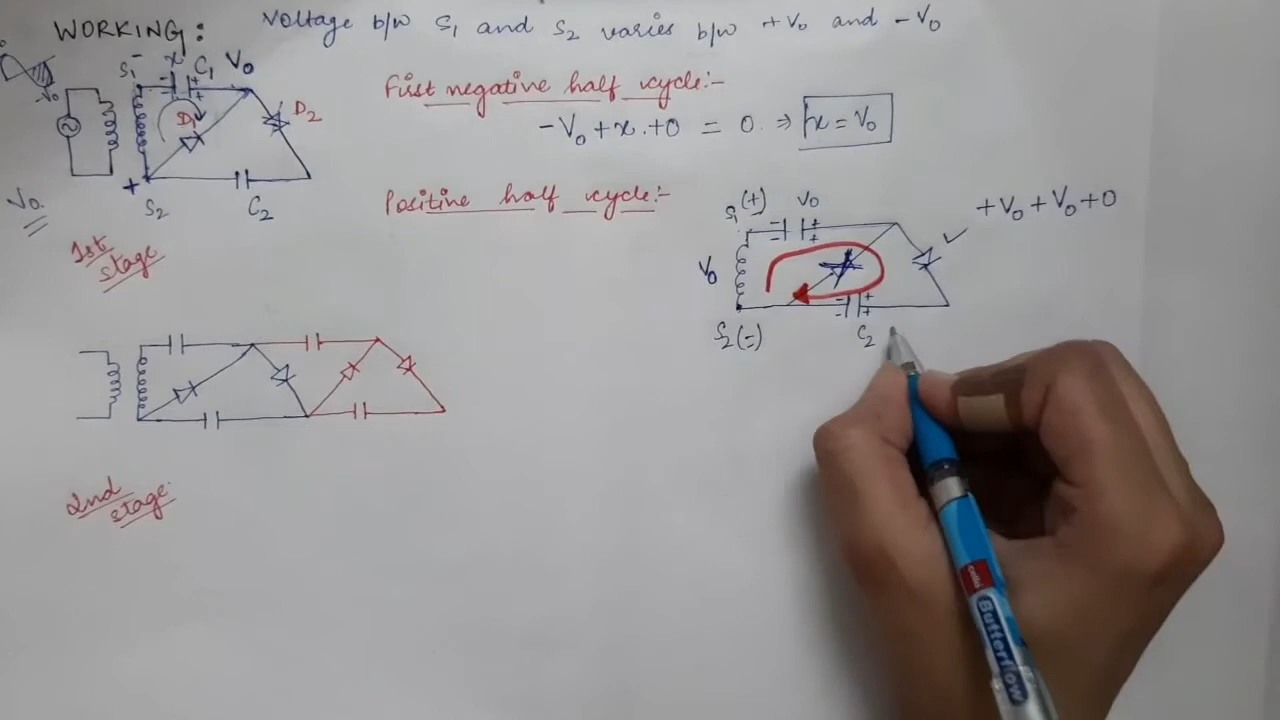 WORKING: Voltage b/w S1 and S2 varies b/w +V0 and -V0
S1 - x C1 V0
-V0
D1 D2
- - + +
+
S2 C2
V0
1st stage
First negative half cycle:-
-V0 + x + 0 = 0 ⇒ x = V0
Positive half cycle:-
S1 (+) V0
+V0 + V0 + 0
- - + +
V0
- - + +
S2 (-) C2
2nd stage
cello
Butterflow